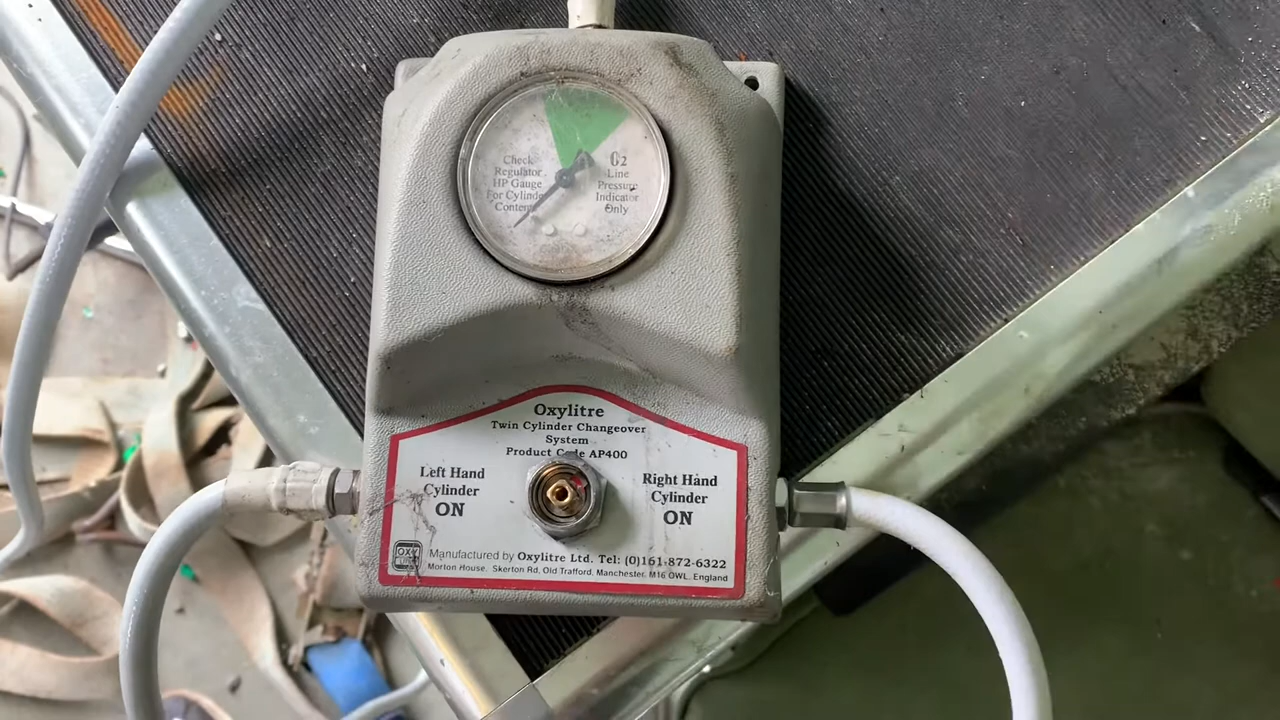 Check
Regulator
HP Gauge
For Cylinder
Contents
O2
Line
Pressure
Indicator
Only
Oxylitre
Twin Cylinder Changeover
System
Product Code AP400
Left Hand
Cylinder
ON
Right Hand
Cylinder
ON
OXY
Manufactured by Oxylitre Ltd. Tel: (0)161-872-6322
Morton House. Skerton Rd, Old Trafford, Manchester, M16 OWL. England